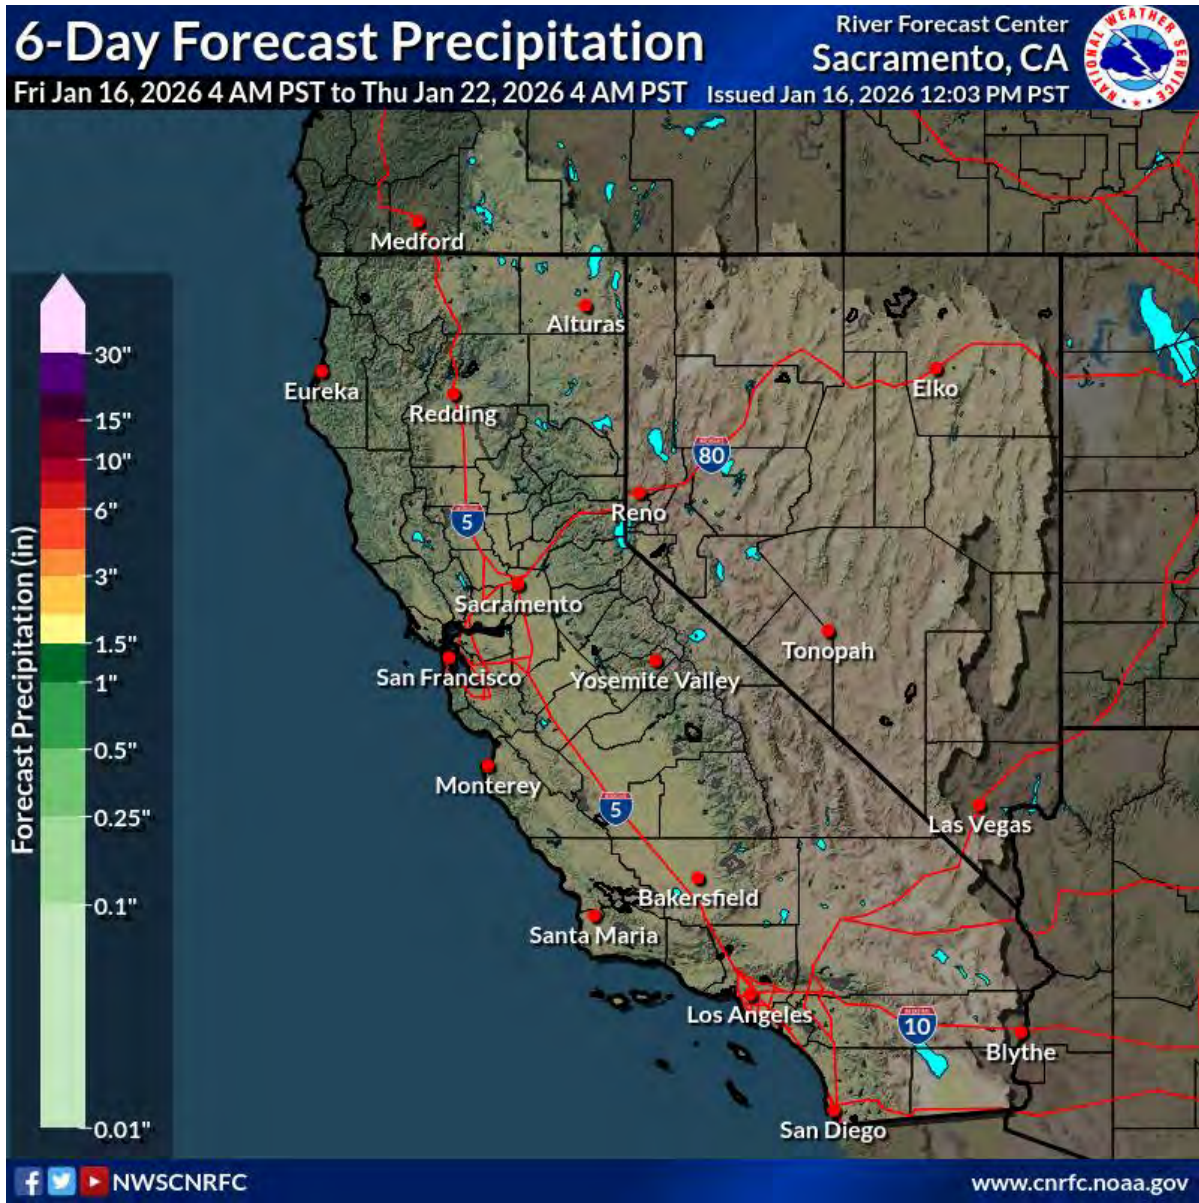 6-Day Forecast Precipitation
Fri Jan 16, 2026 4 AM PST to Thu Jan 22, 2026 4 AM PST
River Forecast Center
Sacramento, CA
Issued Jan 16, 2026 12:03 PM PST
NATIONAL WEATHER SERVICE
Medford
Alturas
Eureka
Redding
Elko
80
Reno
5
Sacramento
San Francisco
Yosemite Valley
Tonopah
Monterey
5
Las Vegas
Bakersfield
Santa Maria
Los Angeles
10
Blythe
San Diego
Forecast Precipitation (in)
30"
15"
10"
6"
3"
1.5"
1"
0.5"
0.25"
0.1"
0.01"
NWSCNRFC
www.cnrfc.noaa.gov